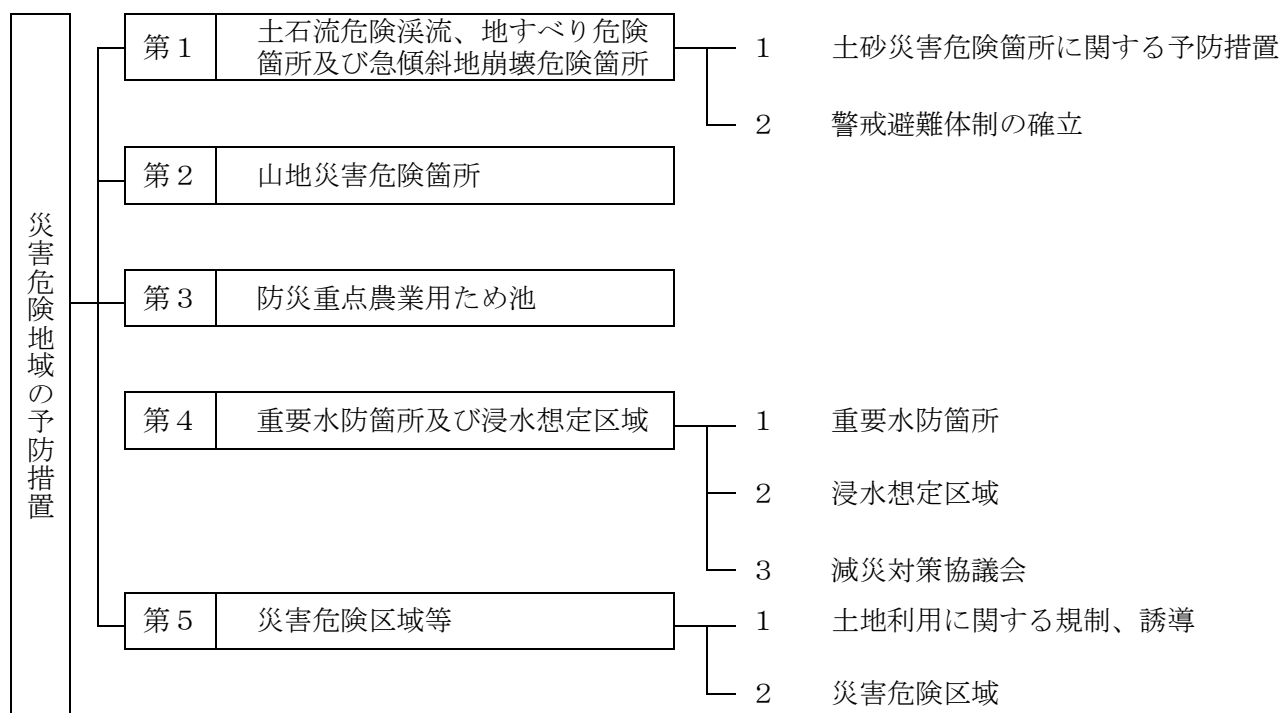 災害危険地域の予防措置
第１
土石流危険渓流、地すべり危険
箇所及び急傾斜地崩壊危険箇所
１　土砂災害危険箇所に関する予防措置
２　警戒避難体制の確立
第２　山地災害危険箇所
第３　防災重点農業用ため池
第４　重要水防箇所及び浸水想定区域
１　重要水防箇所
２　浸水想定区域
３　減災対策協議会
第５　災害危険区域等
１　土地利用に関する規制、誘導
２　災害危険区域